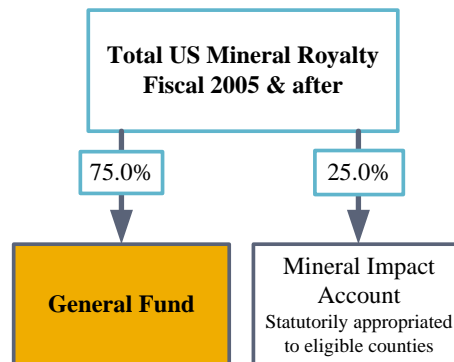 Total US Mineral Royalty
Fiscal 2005 & after
75.0%
25.0%
General Fund
Mineral Impact
Account
Statutorily appropriated
to eligible counties